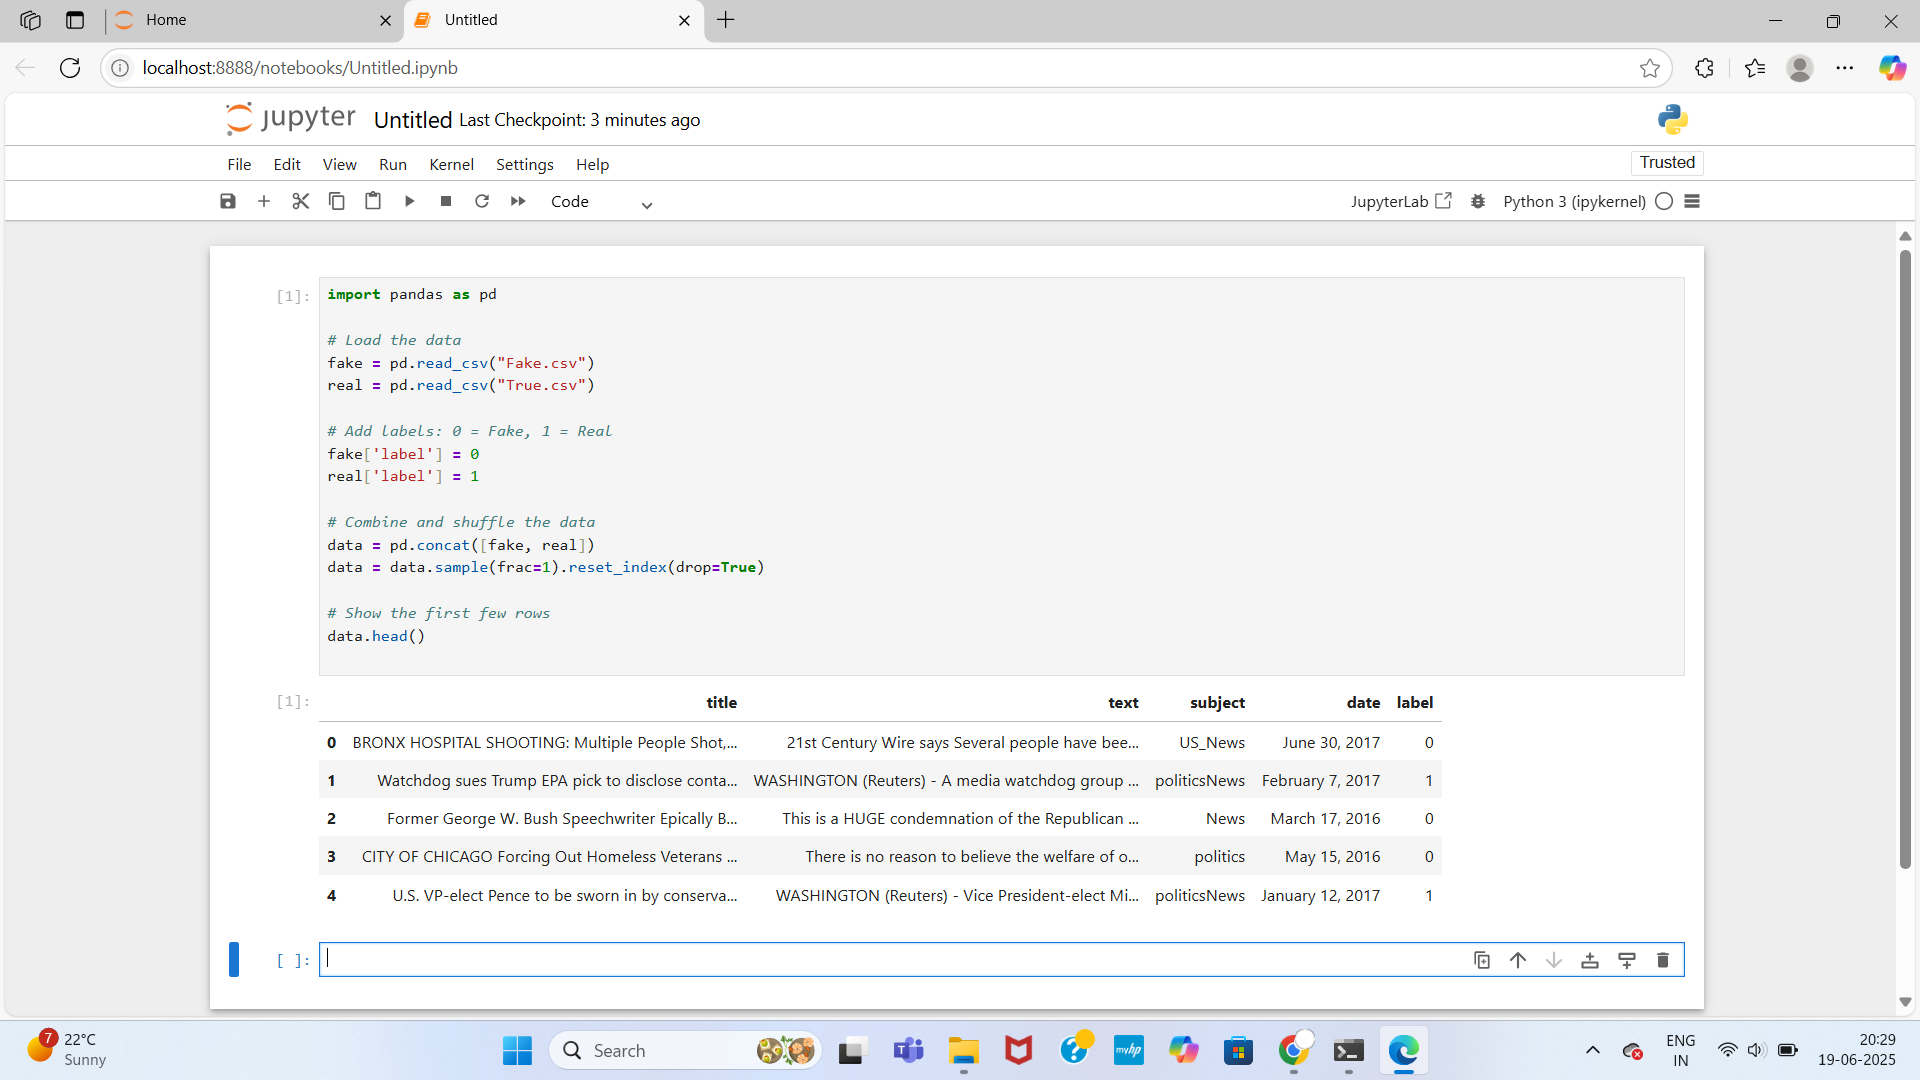 Home
Untitled
localhost:8888/notebooks/Untitled.ipynb
jupyter Untitled Last Checkpoint: 3 minutes ago
File Edit View Run Kernel Settings Help
Trusted
Code
JupyterLab
Python 3 (ipykernel)
[1]:
import pandas as pd
# Load the data
fake = pd.read_csv("Fake.csv")
real = pd.read_csv("True.csv")
# Add labels: 0 = Fake, 1 = Real
fake['label'] = 0
real['label'] = 1
# Combine and shuffle the data
data = pd.concat([fake, real])
data = data.sample(frac=1).reset_index(drop=True)
# Show the first few rows
data.head()
[1]:
title text subject date label
0 BRONX HOSPITAL SHOOTING: Multiple People Shot,... 21st Century Wire says Several people have bee... US_News June 30, 2017 0
1 Watchdog sues Trump EPA pick to disclose conta... WASHINGTON (Reuters) - A media watchdog group ... politicsNews February 7, 2017 1
2 Former George W. Bush Speechwriter Epically B... This is a HUGE condemnation of the Republican ... News March 17, 2016 0
3 CITY OF CHICAGO Forcing Out Homeless Veterans ... There is no reason to believe the welfare of o... politics May 15, 2016 0
4 U.S. VP-elect Pence to be sworn in by conserva... WASHINGTON (Reuters) - Vice President-elect Mi... politicsNews January 12, 2017 1
[ ]:
7
22°C
Sunny
Search
myhp
ENG
IN
20:29
19-06-2025